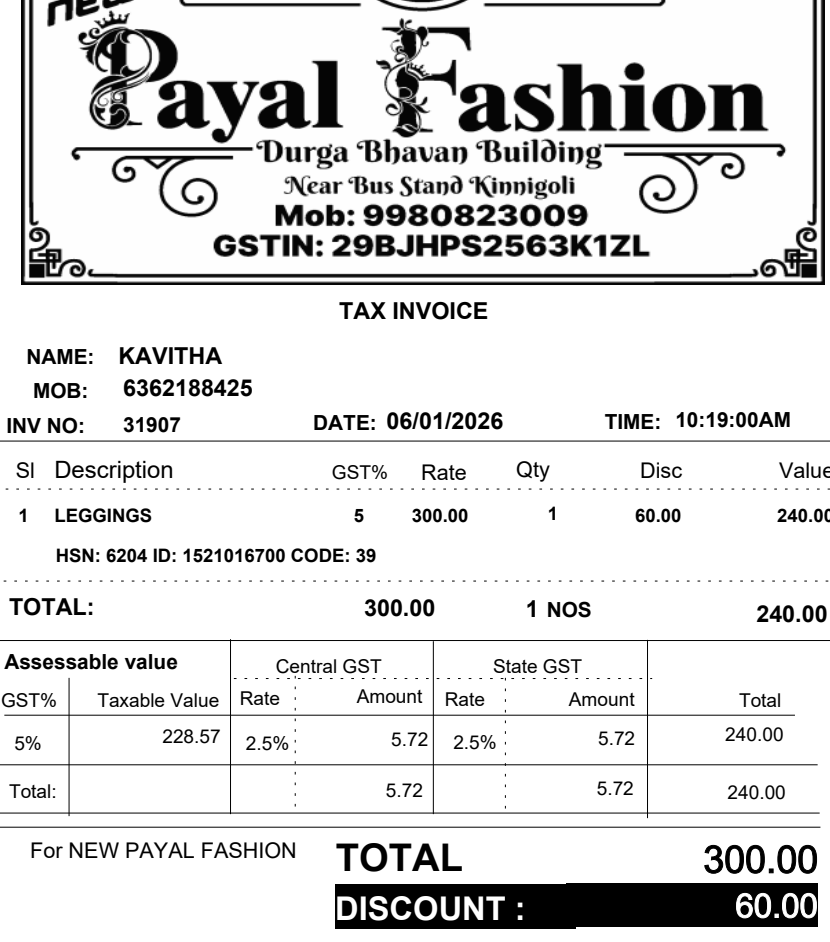 new
Payal Fashion
Durga Bhavan Building
Near Bus Stand Kinnigoli
Mob: 9980823009
GSTIN: 29BJHPS2563K1ZL
TAX INVOICE
NAME: KAVITHA
MOB: 6362188425
INV NO: 31907 DATE: 06/01/2026 TIME: 10:19:00AM
Sl Description GST% Rate Qty Disc Value
1 LEGGINGS 5 300.00 1 60.00 240.00
HSN: 6204 ID: 1521016700 CODE: 39
TOTAL: 300.00 1 NOS 240.00
Assessable value Central GST State GST
GST% Taxable Value Rate Amount Rate Amount Total
5% 228.57 2.5% 5.72 2.5% 5.72 240.00
Total: 5.72 5.72 240.00
For NEW PAYAL FASHION TOTAL 300.00
DISCOUNT : 60.00